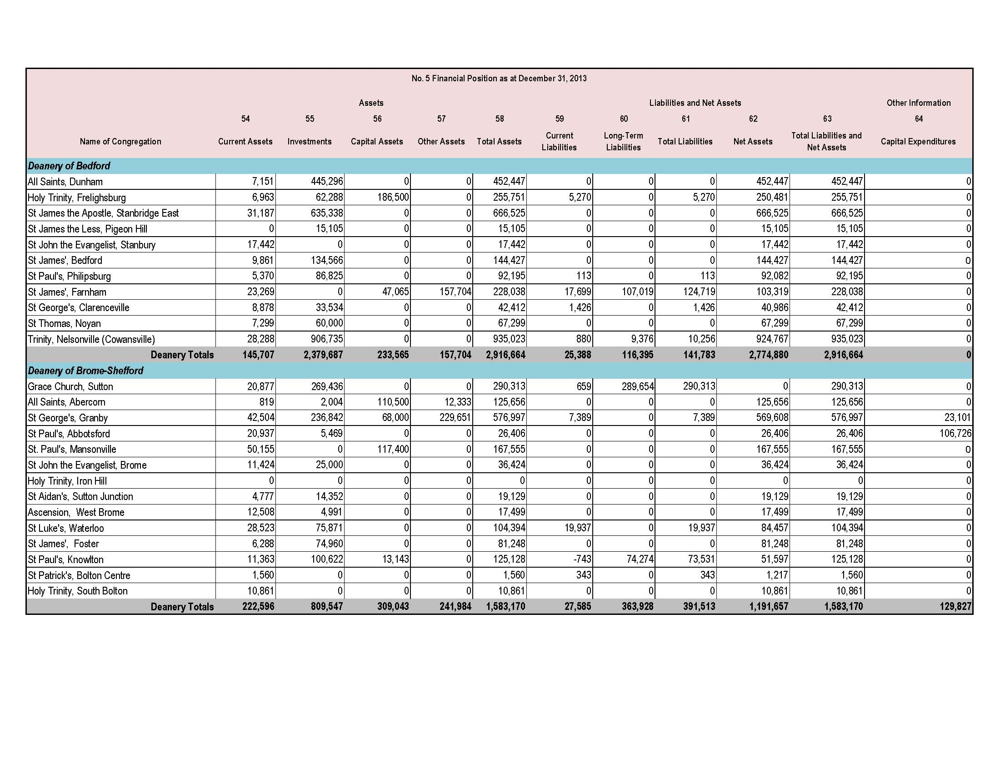 No. 5 Financial Position as at December 31, 2013
Assets Liabilities and Net Assets Other Information
54 55 56 57 58 59 60 61 62 63 64
Name of Congregation Current Assets Investments Capital Assets Other Assets Total Assets Current Liabilities Long-Term Liabilities Total Liabilities Net Assets Total Liabilities and Net Assets Capital Expenditures
Deanery of Bedford
All Saints, Dunham 7,151 445,296 0 0 452,447 0 0 0 452,447 452,447 0
Holy Trinity, Frelighsburg 6,963 62,288 186,500 0 255,751 5,270 0 5,270 250,481 255,751 0
St James the Apostle, Stanbridge East 31,187 635,338 0 0 666,525 0 0 0 666,525 666,525 0
St James the Less, Pigeon Hill 0 15,105 0 0 15,105 0 0 0 15,105 15,105 0
St John the Evangelist, Stanbury 17,442 0 0 0 17,442 0 0 0 17,442 17,442 0
St James', Bedford 9,861 134,566 0 0 144,427 0 0 0 144,427 144,427 0
St Paul's, Philipsburg 5,370 86,825 0 0 92,195 113 0 113 92,082 92,195 0
St James', Farnham 23,269 0 47,065 157,704 228,038 17,699 107,019 124,719 103,319 228,038 0
St George's, Clarenceville 8,878 33,534 0 0 42,412 1,426 0 1,426 40,986 42,412 0
St Thomas, Noyan 7,299 60,000 0 0 67,299 0 0 0 67,299 67,299 0
Trinity, Nelsonville (Cowansville) 28,288 906,735 0 0 935,023 880 9,376 10,256 924,767 935,023 0
Deanery Totals 145,707 2,379,687 233,565 157,704 2,916,664 25,388 116,395 141,783 2,774,880 2,916,664 0
Deanery of Brome-Shefford
Grace Church, Sutton 20,877 269,436 0 0 290,313 659 289,654 290,313 0 290,313 0
All Saints, Abercorn 819 2,004 110,500 12,333 125,656 0 0 0 125,656 125,656 0
St George's, Granby 42,504 236,842 68,000 229,651 576,997 7,389 0 7,389 569,608 576,997 23,101
St Paul's, Abbotsford 20,937 5,469 0 0 26,406 0 0 0 26,406 26,406 106,726
St. Paul's, Mansonville 50,155 0 117,400 0 167,555 0 0 0 167,555 167,555 0
St John the Evangelist, Brome 11,424 25,000 0 0 36,424 0 0 0 36,424 36,424 0
Holy Trinity, Iron Hill 0 0 0 0 0 0 0 0 0 0 0
St Aidan's, Sutton Junction 4,777 14,352 0 0 19,129 0 0 0 19,129 19,129 0
Ascension, West Brome 12,508 4,991 0 0 17,499 0 0 0 17,499 17,499 0
St Luke's, Waterloo 28,523 75,871 0 0 104,394 19,937 0 19,937 84,457 104,394 0
St James', Foster 6,288 74,960 0 0 81,248 0 0 0 81,248 81,248 0
St Paul's, Knowlton 11,363 100,622 13,143 0 125,128 -743 74,274 73,531 51,597 125,128 0
St Patrick's, Bolton Centre 1,560 0 0 0 1,560 343 0 343 1,217 1,560 0
Holy Trinity, South Bolton 10,861 0 0 0 10,861 0 0 0 10,861 10,861 0
Deanery Totals 222,596 809,547 309,043 241,984 1,583,170 27,585 363,928 391,513 1,191,657 1,583,170 129,827